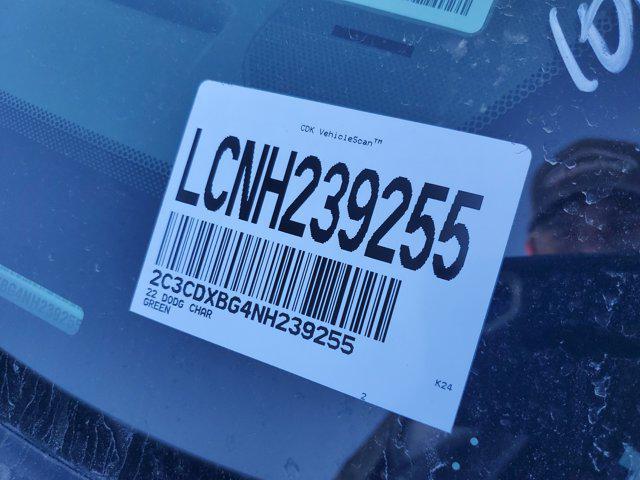 CDK VehicleScan™
LCNH239255
2C3CDXBG4NH239255
22 DODG CHAR
GREEN
K24
2